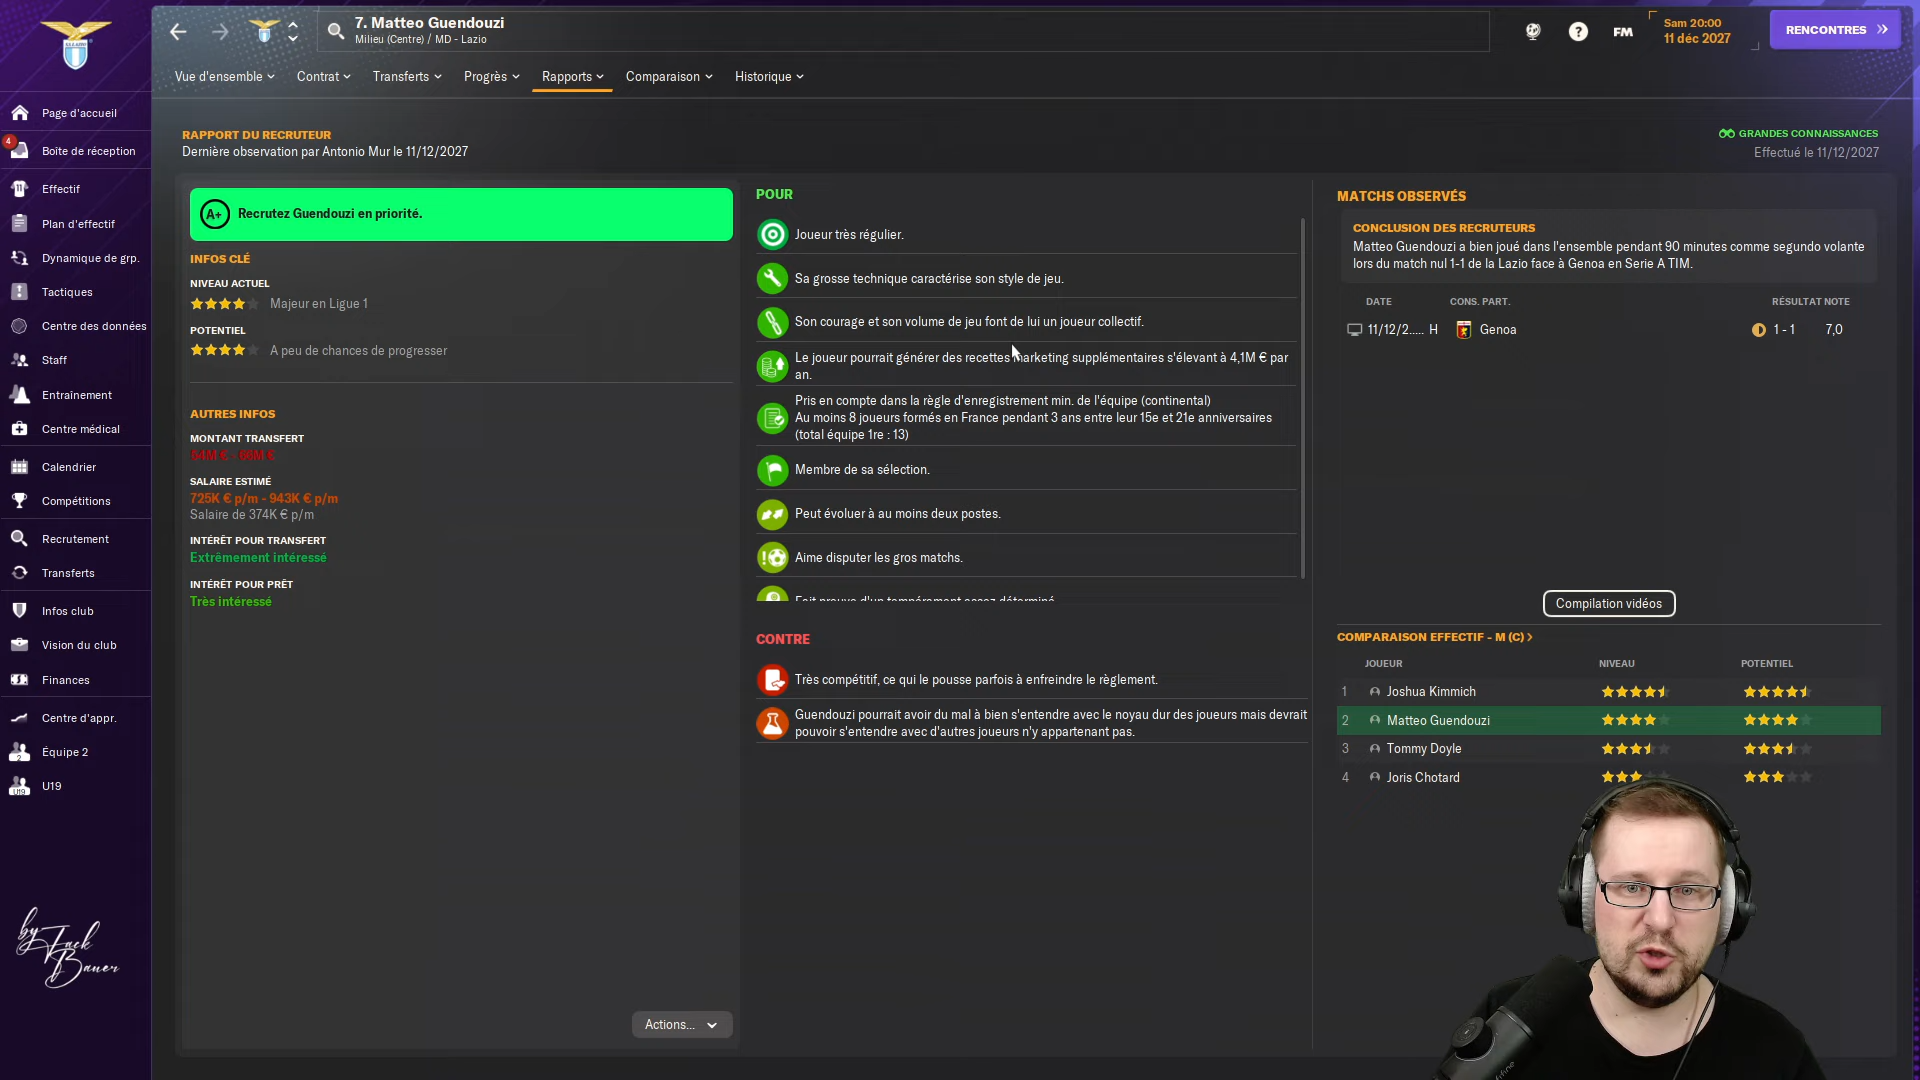 7. Matteo Guendouzi
Milieu (Centre) / MD - Lazio
FM
Sam 20:00
11 déc 2027
RENCONTRES
Vue d'ensemble
Contrat
Transferts
Progrès
Rapports
Comparaison
Historique
Page d'accueil
4
Boîte de réception
Effectif
Plan d'effectif
Dynamique de grp.
Tactiques
Centre des données
Staff
Entraînement
Centre médical
Calendrier
Compétitions
Recrutement
Transferts
Infos club
Vision du club
Finances
Centre d'appr.
2
Équipe 2
U19
U19
by Jack
Bauer
RAPPORT DU RECRUTEUR
Dernière observation par Antonio Mur le 11/12/2027
GRANDES CONNAISSANCES
Effectué le 11/12/2027
A+ Recrutez Guendouzi en priorité.
INFOS CLÉ
NIVEAU ACTUEL
Majeur en Ligue 1
POTENTIEL
A peu de chances de progresser
AUTRES INFOS
MONTANT TRANSFERT
SALAIRE ESTIMÉ
725K € p/m - 943K € p/m
Salaire de 374K € p/m
INTÉRÊT POUR TRANSFERT
Extrêmement intéressé
INTÉRÊT POUR PRÊT
Très intéressé
Actions...
POUR
Joueur très régulier.
Sa grosse technique caractérise son style de jeu.
Son courage et son volume de jeu font de lui un joueur collectif.
Le joueur pourrait générer des recettes marketing supplémentaires s'élevant à 4,1M € par
an.
Pris en compte dans la règle d'enregistrement min. de l'équipe (continental)
Au moins 8 joueurs formés en France pendant 3 ans entre leur 15e et 21e anniversaires
(total équipe 1re : 13)
Membre de sa sélection.
Peut évoluer à au moins deux postes.
Aime disputer les gros matchs.
Fait preuve d'un tempérament assez déterminé.
CONTRE
Très compétitif, ce qui le pousse parfois à enfreindre le règlement.
Guendouzi pourrait avoir du mal à bien s'entendre avec le noyau dur des joueurs mais devrait
pouvoir s'entendre avec d'autres joueurs n'y appartenant pas.
MATCHS OBSERVÉS
CONCLUSION DES RECRUTEURS
Matteo Guendouzi a bien joué dans l'ensemble pendant 90 minutes comme segundo volante
lors du match nul 1-1 de la Lazio face à Genoa en Serie A TIM.
DATE CONS. PART. RÉSULTAT NOTE
11/12/2..... H Genoa 1 - 1 7,0
Compilation vidéos
COMPARAISON EFFECTIF - M (C) >
JOUEUR NIVEAU POTENTIEL
1 Joshua Kimmich
2 Matteo Guendouzi
3 Tommy Doyle
4 Joris Chotard